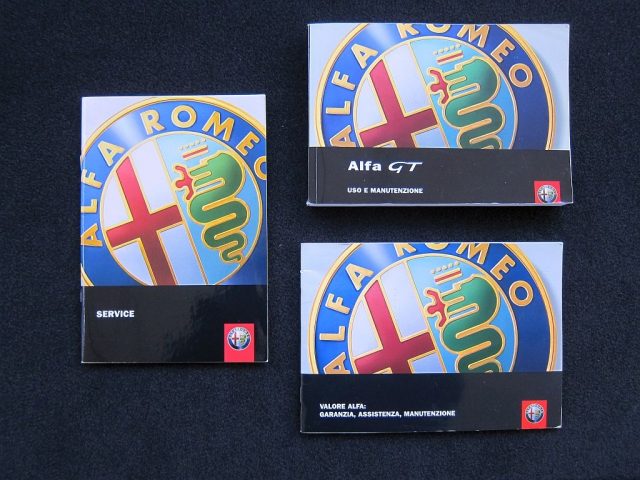 ALFA ROMEO
SERVICE
ALFA ROMEO
Alfa GT
USO E MANUTENZIONE
ALFA ROMEO
VALORE ALFA:
GARANZIA, ASSISTENZA, MANUTENZIONE